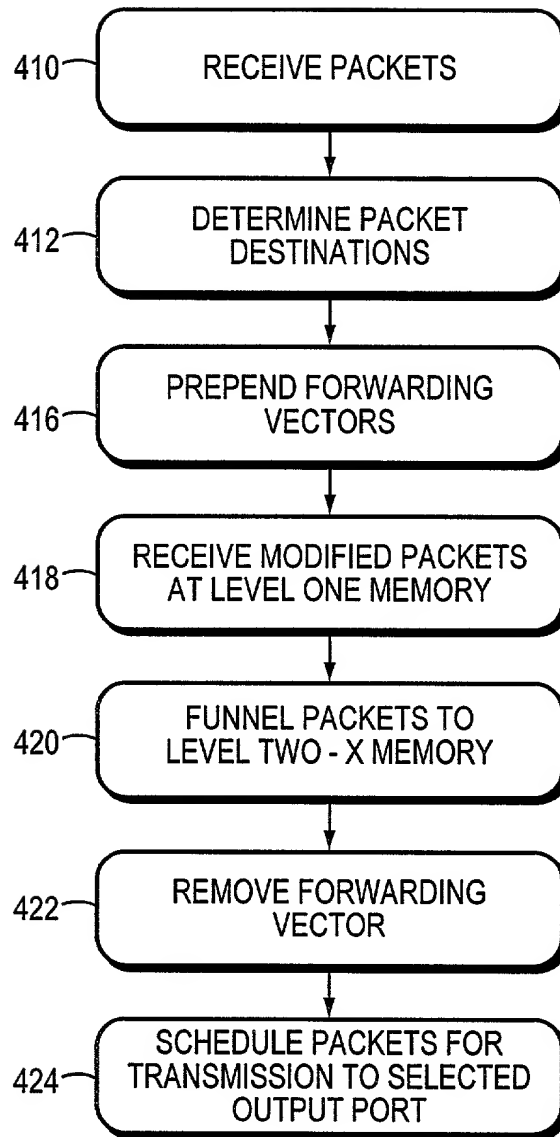 410
RECEIVE PACKETS
412
DETERMINE PACKET
DESTINATIONS
416
PREPEND FORWARDING
VECTORS
418
RECEIVE MODIFIED PACKETS
AT LEVEL ONE MEMORY
420
FUNNEL PACKETS TO
LEVEL TWO - X MEMORY
422
REMOVE FORWARDING
VECTOR
424
SCHEDULE PACKETS FOR
TRANSMISSION TO SELECTED
OUTPUT PORT